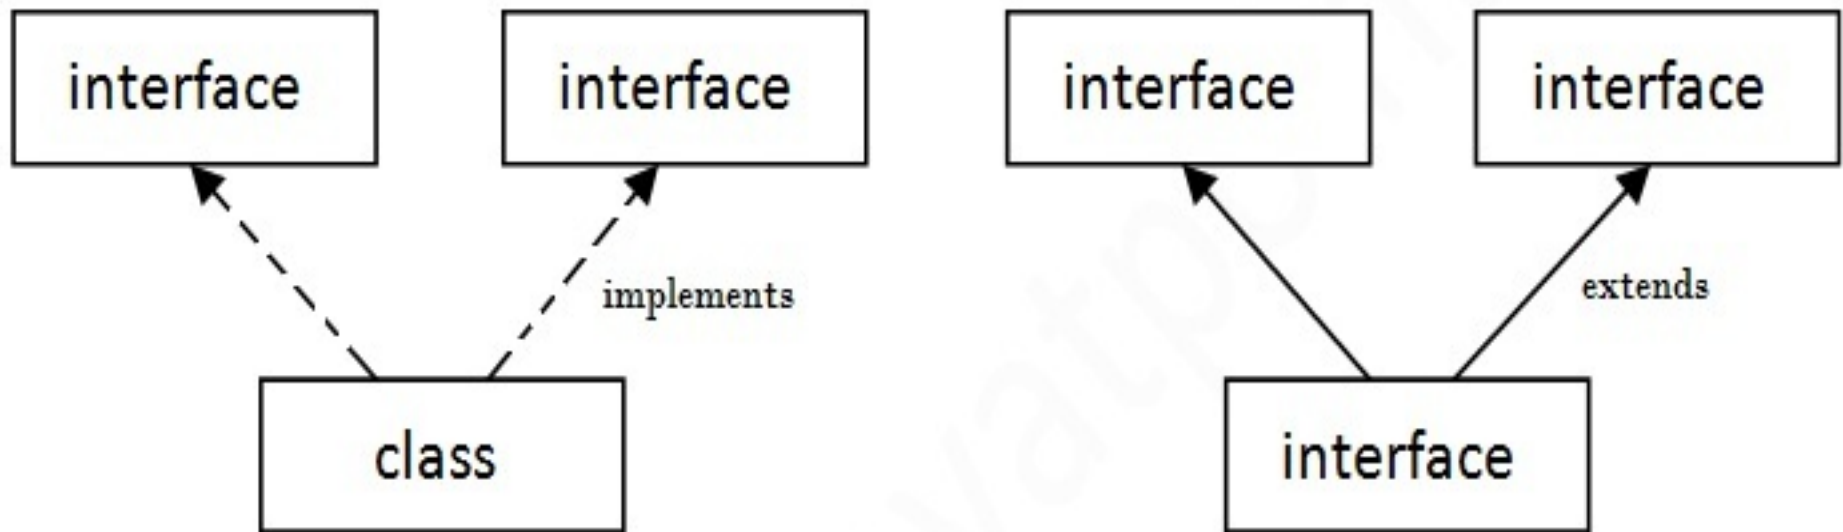 interface
interface
interface
interface
implements
extends
class
interface